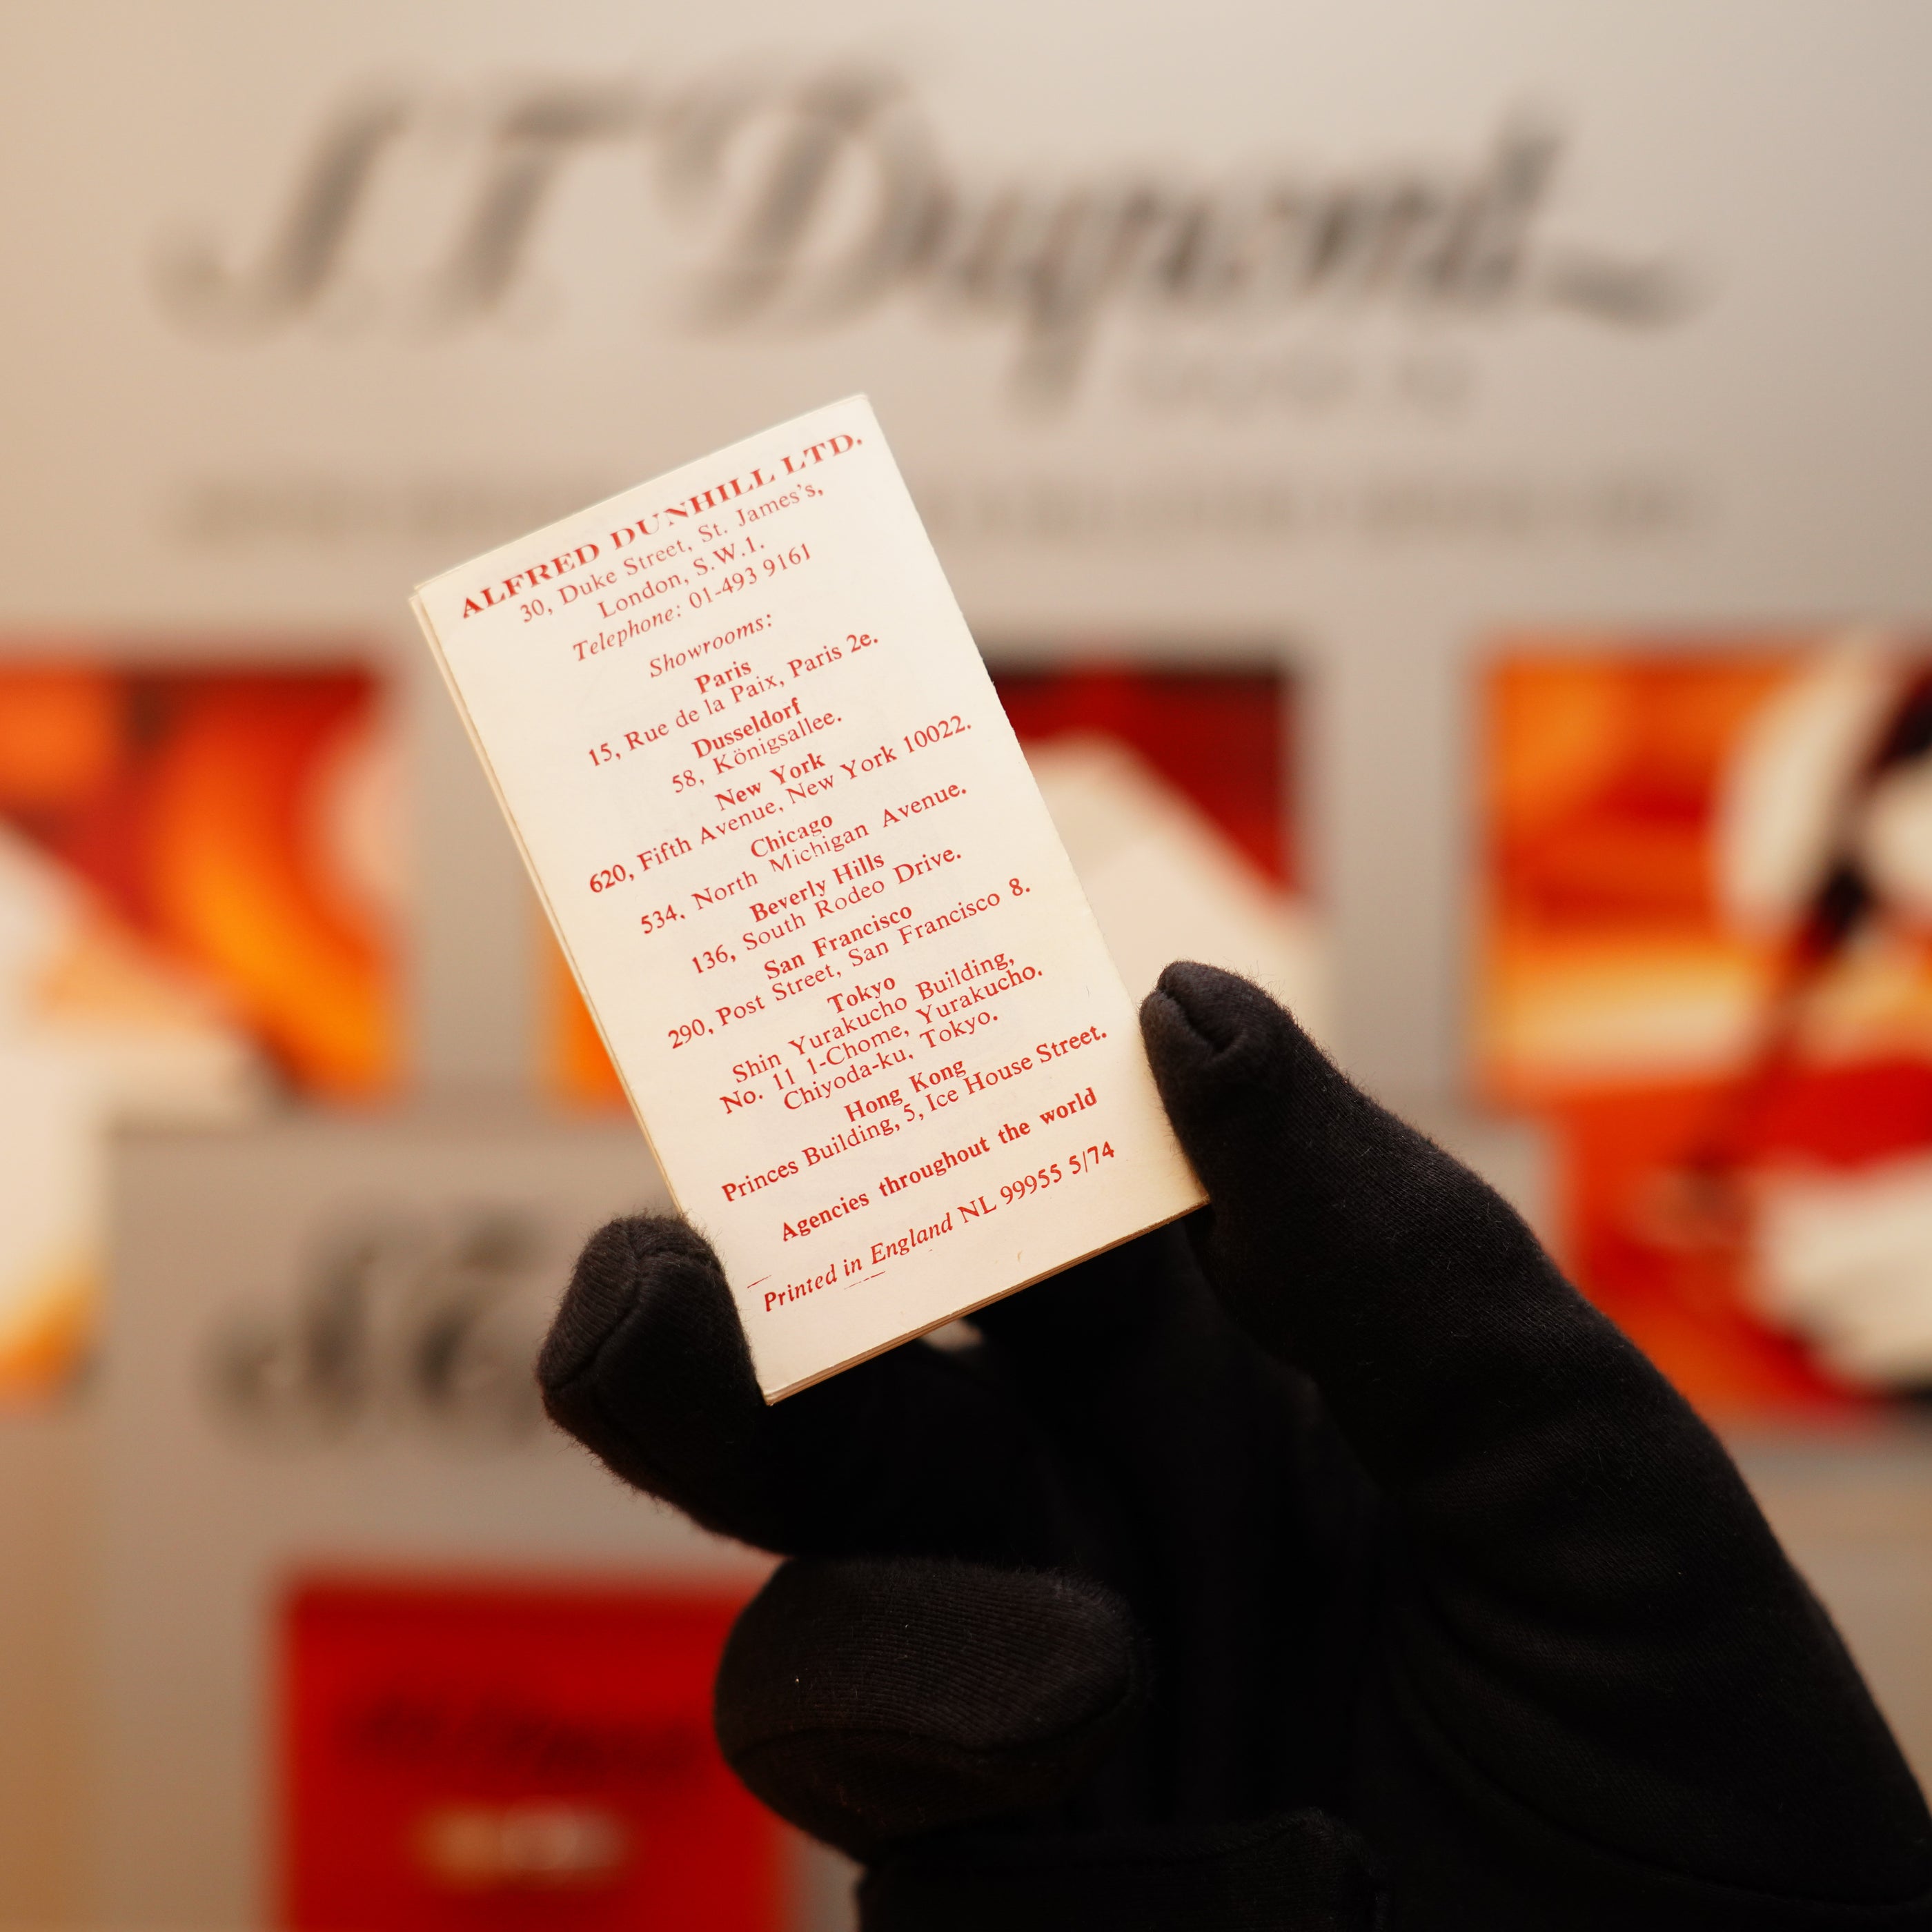 S.T. Dupont
ALFRED DUNHILL LTD.
30, Duke Street, St. James's,
London, S.W.1.
Telephone: 01-493 9161
Showrooms:
Paris
15, Rue de la Paix, Paris 2e.
Dusseldorf
58, Königsallee.
New York
620, Fifth Avenue, New York 10022.
Chicago
534, North Michigan Avenue.
Beverly Hills
136, South Rodeo Drive.
San Francisco
290, Post Street, San Francisco 8.
Tokyo
Shin Yurakucho Building,
No. 11 1-Chome, Yurakucho.
Chiyoda-ku, Tokyo.
Hong Kong
Princes Building, 5, Ice House Street.
Agencies throughout the world
Printed in England NL 99955 5/74